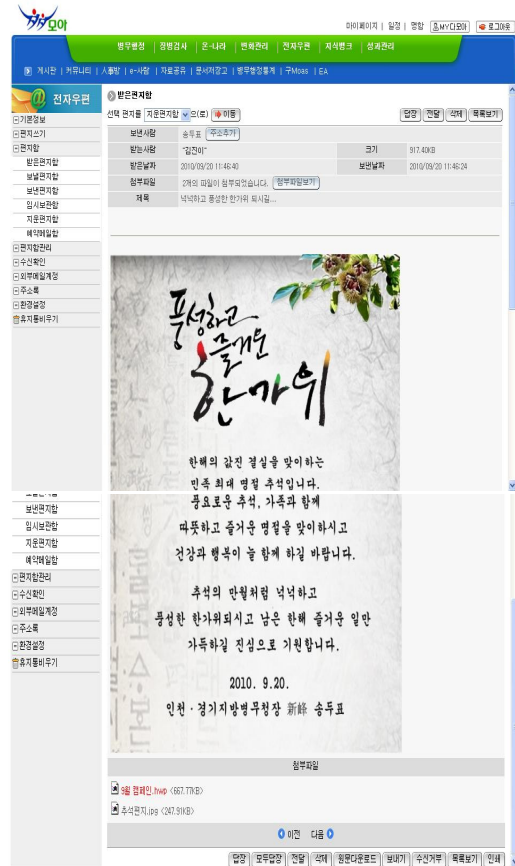 다모아
마이페이지 | 일정 | 명함 MY다모아 로그아웃
병무행정 | 징병검사 | 온-나라 | 변화관리 | 전자우편 | 지식뱅크 | 성과관리
게시판 | 커뮤니티 | 인사방 | e-사람 | 자료공유 | 문서저장고 | 병무행정통계 | 구Moas | EA
전자우편
기본정보
편지쓰기
편지함
받은편지함
보낼편지함
보낸편지함
임시보관함
지운편지함
예약메일함
편지함관리
수신확인
외부메일계정
주소록
환경설정
휴지통비우기
받은편지함
선택 편지를 지운편지함 으(로) 이동 답장 전달 삭제 목록보기
보낸사람 송두표 주소추가
받는사람 "김진이" 크기 917.40KB
받은날짜 2010/09/20 11:46:40 보낸날짜 2010/09/20 11:46:24
첨부파일 2개의 파일이 첨부되었습니다. 첨부파일보기
제목 넉넉하고 풍성한 한가위 되시길...
풍성하고
즐거운
한가위
한해의 값진 결실을 맞이하는
민족 최대 명절 추석입니다.
풍요로운 추석, 가족과 함께
따뜻하고 즐거운 명절을 맞이하시고
건강과 행복이 늘 함께 하길 바랍니다.
추석의 만월처럼 넉넉하고
풍성한 한가위되시고 남은 한해 즐거운 일만
가득하길 진심으로 기원합니다.
2010. 9.20.
인천·경기지방병무청장 新峰 송두표
보낸편지함
임시보관함
지운편지함
예약메일함
편지함관리
수신확인
외부메일계정
주소록
환경설정
휴지통비우기
첨부파일
9월 캠페인.hwp <667.77KB>
추석편지.jpg <247.91KB>
이전 다음
답장 모두답장 전달 삭제 원문다운로드 보내기 수신거부 목록보기 인쇄